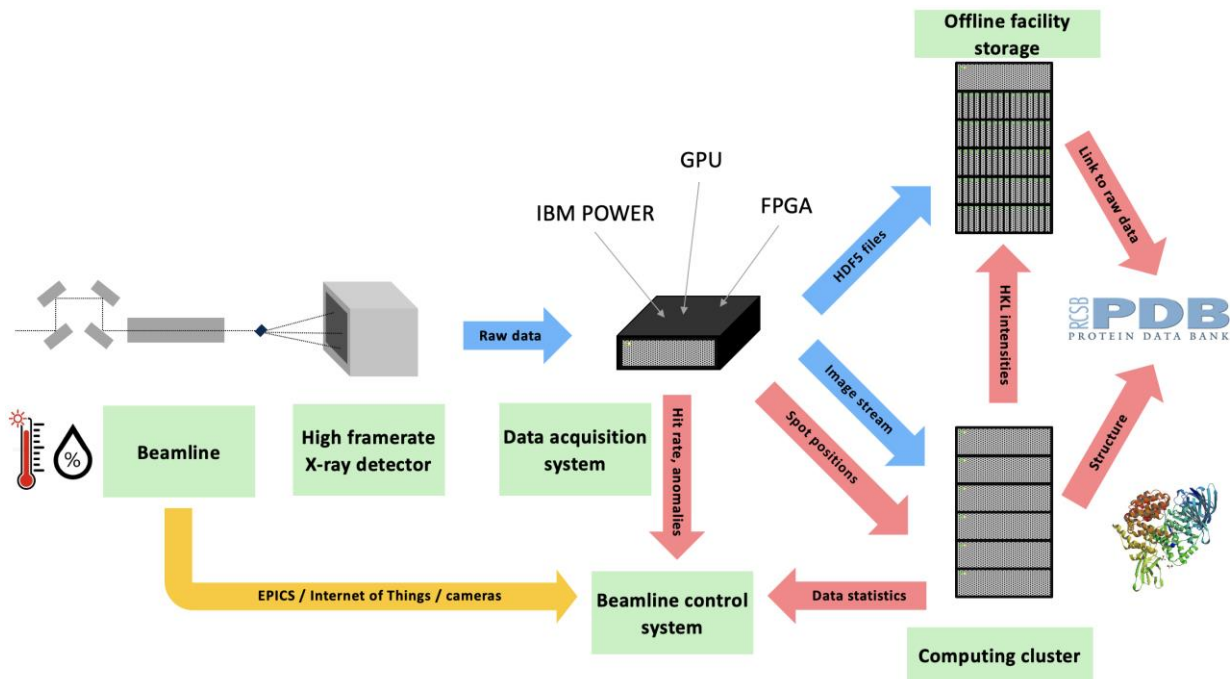 Offline facility
storage
GPU
IBM POWER
FPGA
HDF5 files
Link to raw data
HKL intensities
RCSB
PDB
PROTEIN DATA BANK
Raw data
Image stream
Spot positions
Structure
%
Beamline
High framerate
X-ray detector
Data acquisition
system
Hit rate, anomalies
EPICS / Internet of Things / cameras
Beamline control
system
Data statistics
Computing cluster